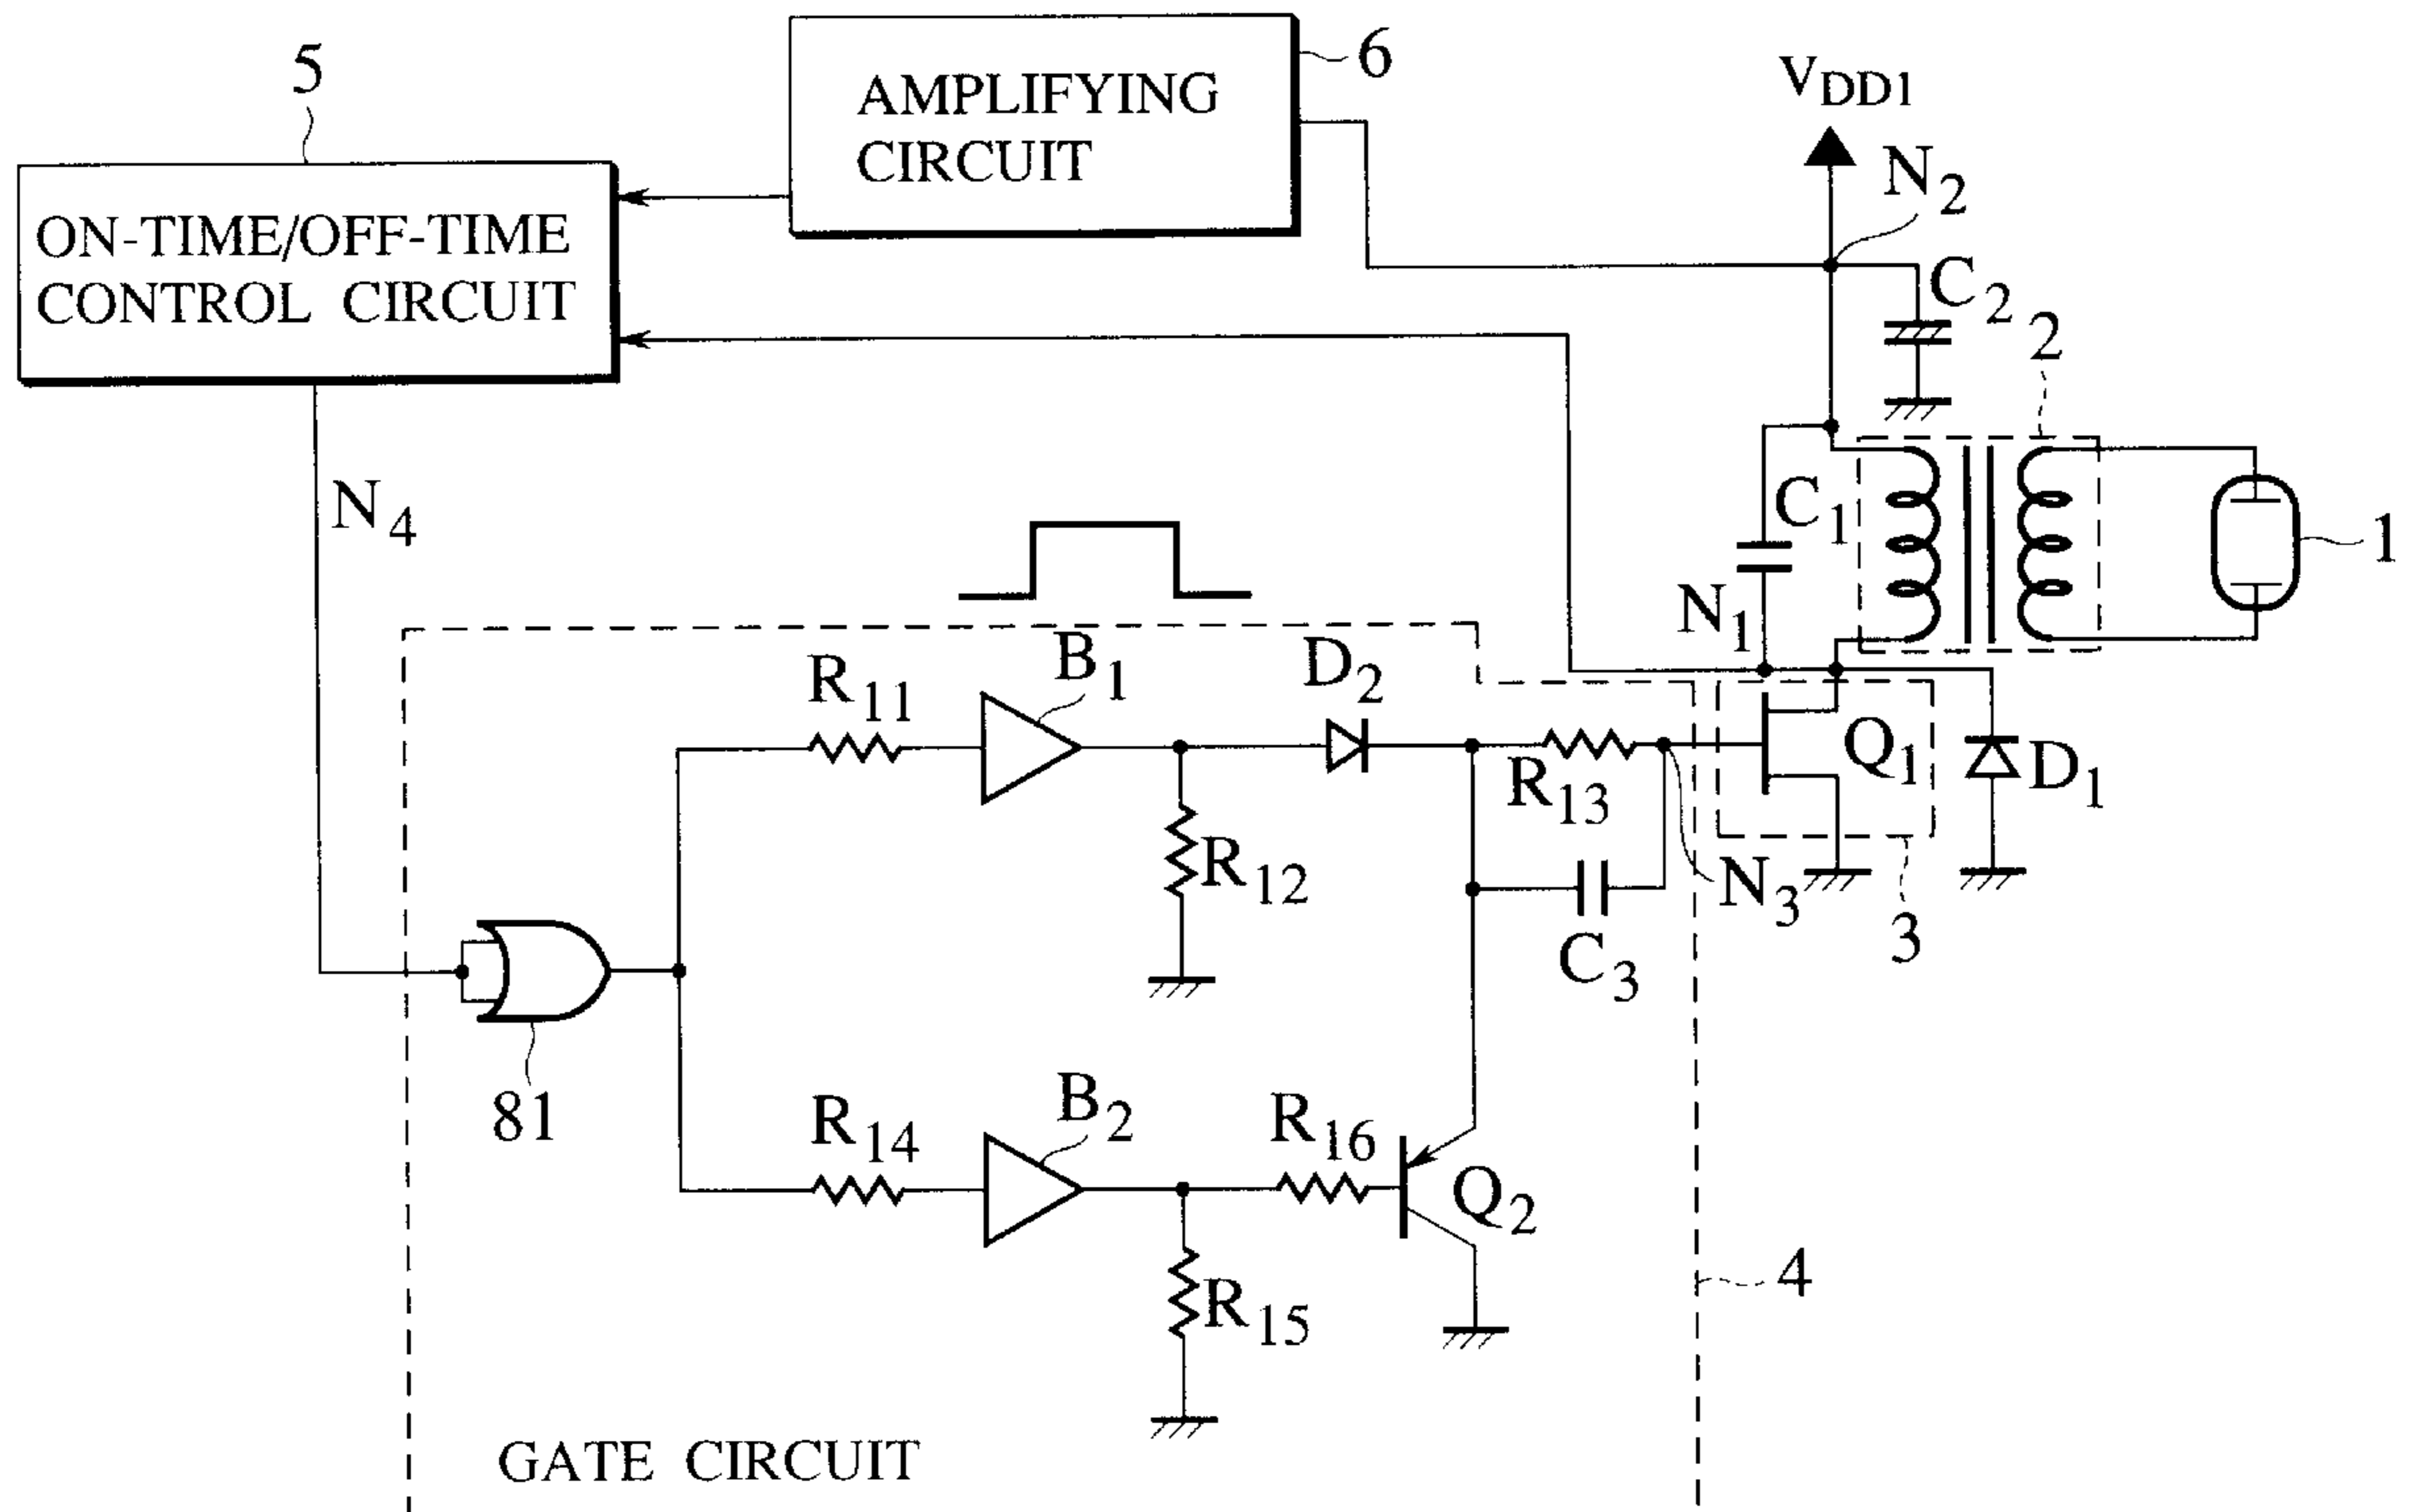 5
AMPLIFYING
CIRCUIT
6
VDD1
N2
ON-TIME/OFF-TIME
CONTROL CIRCUIT
C2
2
N4
C1
1
N1
R11
B1
D2
Q1
D1
R13
R12
N3
C3
3
81
R14
B2
R16
Q2
4
R15
GATE CIRCUIT